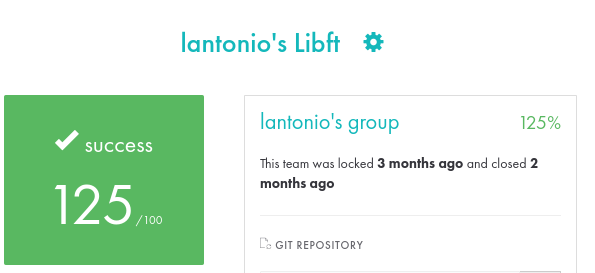 lantonio's Libft
success
125 /100
lantonio's group 125%
This team was locked 3 months ago and closed 2
months ago
GIT REPOSITORY